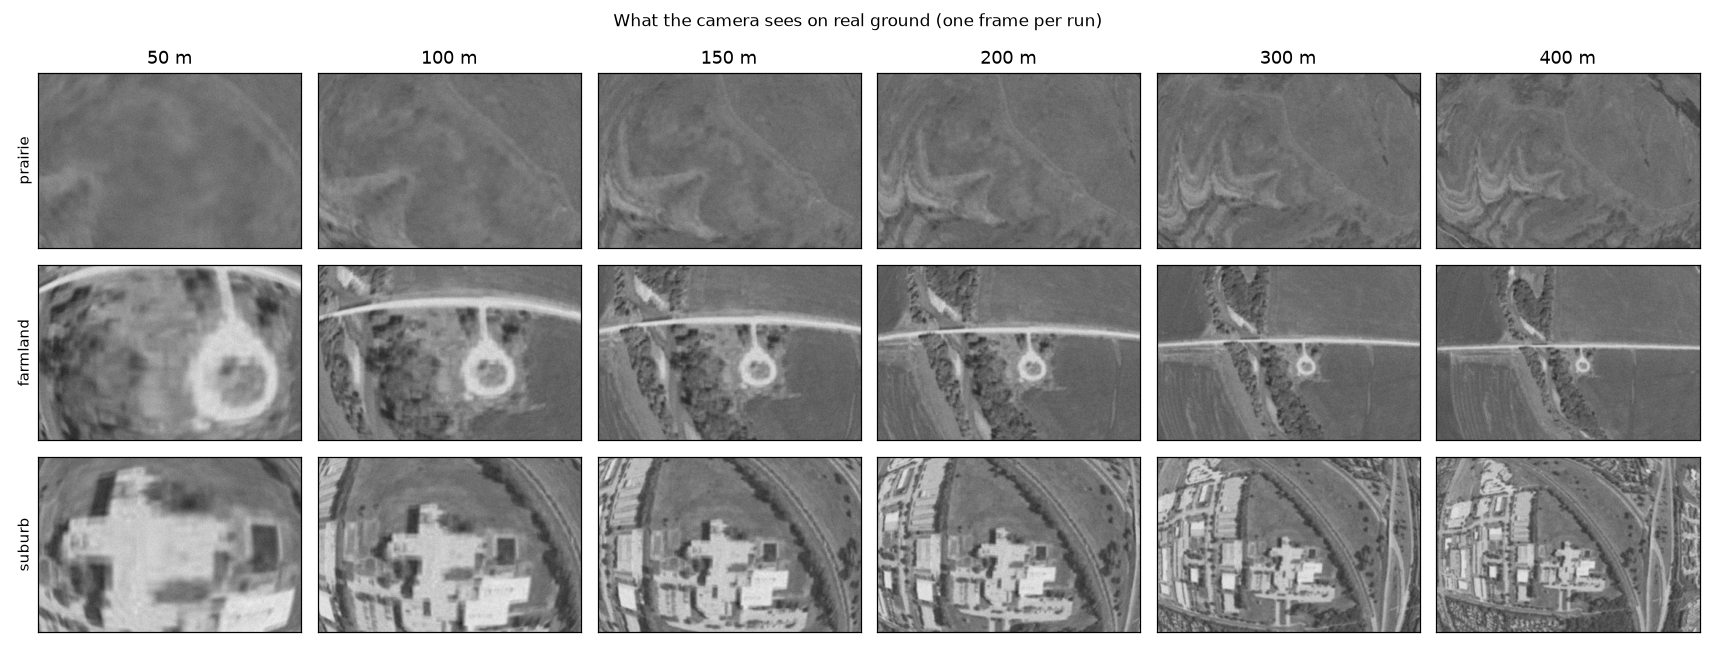 What the camera sees on real ground (one frame per run)
50 m 100 m 150 m 200 m 300 m 400 m
prairie
farmland
suburb